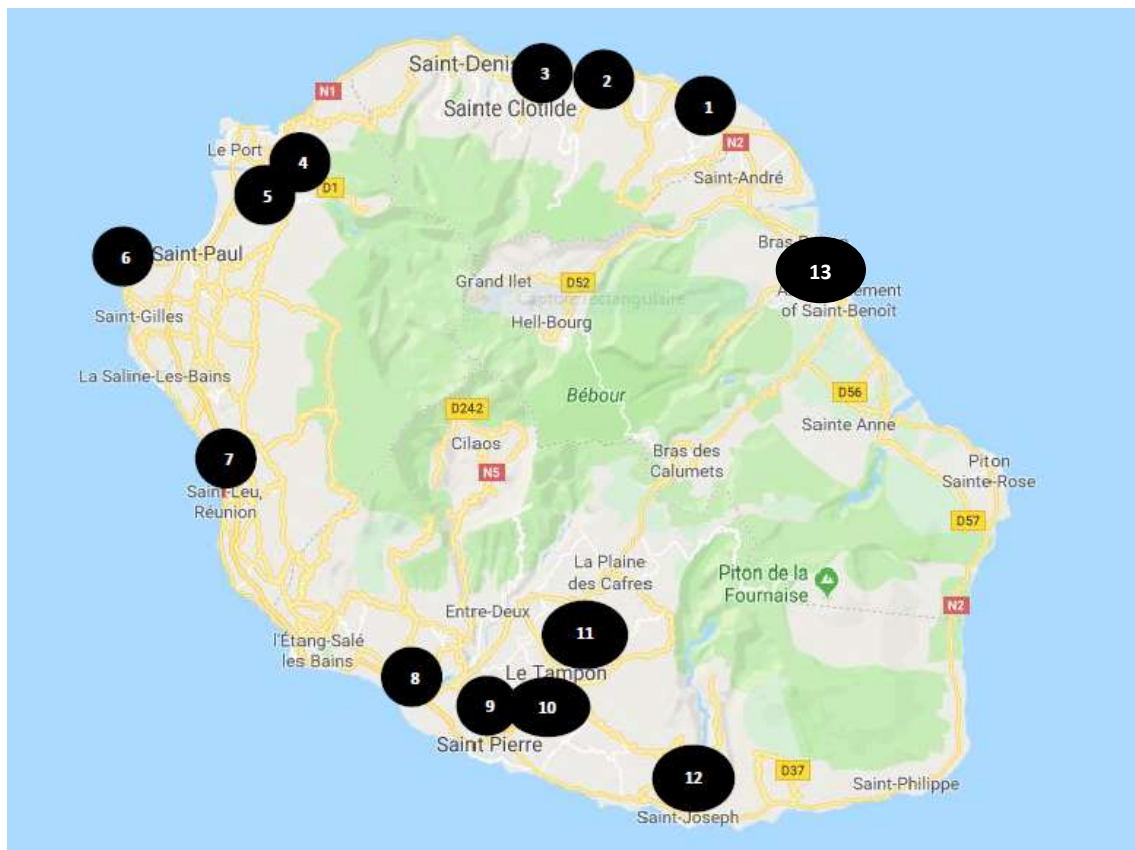 Saint-Deni
3
2
N1
Sainte Clotilde
1
Le Port
4
N2
D1
Saint-André
5
Bras
6
Saint-Paul
13
Grand Ilet
D52
ement
of Saint-Benoît
Capture rectangulaire
Saint-Gilles
Hell-Bourg
La Saline-Les-Bains
Bébour
D56
D242
Sainte Anne
Cilaos
Bras des
Calumets
7
N5
Piton
Sainte-Rose
Saint-Leu,
Réunion
D57
La Plaine
des Cafres
Piton de la
Fournaise
N2
Entre-Deux
11
l'Étang-Salé
les Bains
8
Le Tampon
9
10
Saint Pierre
12
D37
Saint-Philippe
Saint-Joseph